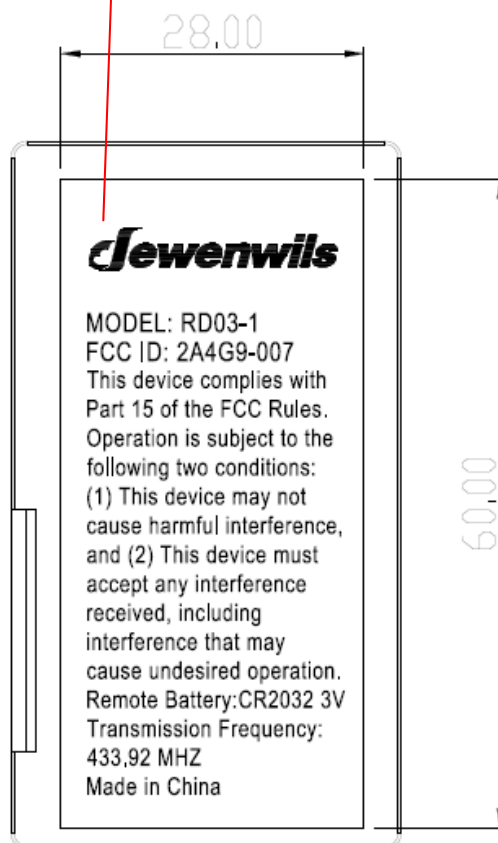 28.00
dewenwils
MODEL: RD03-1
FCC ID: 2A4G9-007
This device complies with
Part 15 of the FCC Rules.
Operation is subject to the
following two conditions:
(1) This device may not
cause harmful interference,
and (2) This device must
accept any interference
received, including
interference that may
cause undesired operation.
Remote Battery:CR2032 3V
Transmission Frequency:
433,92 MHZ
Made in China
60.00